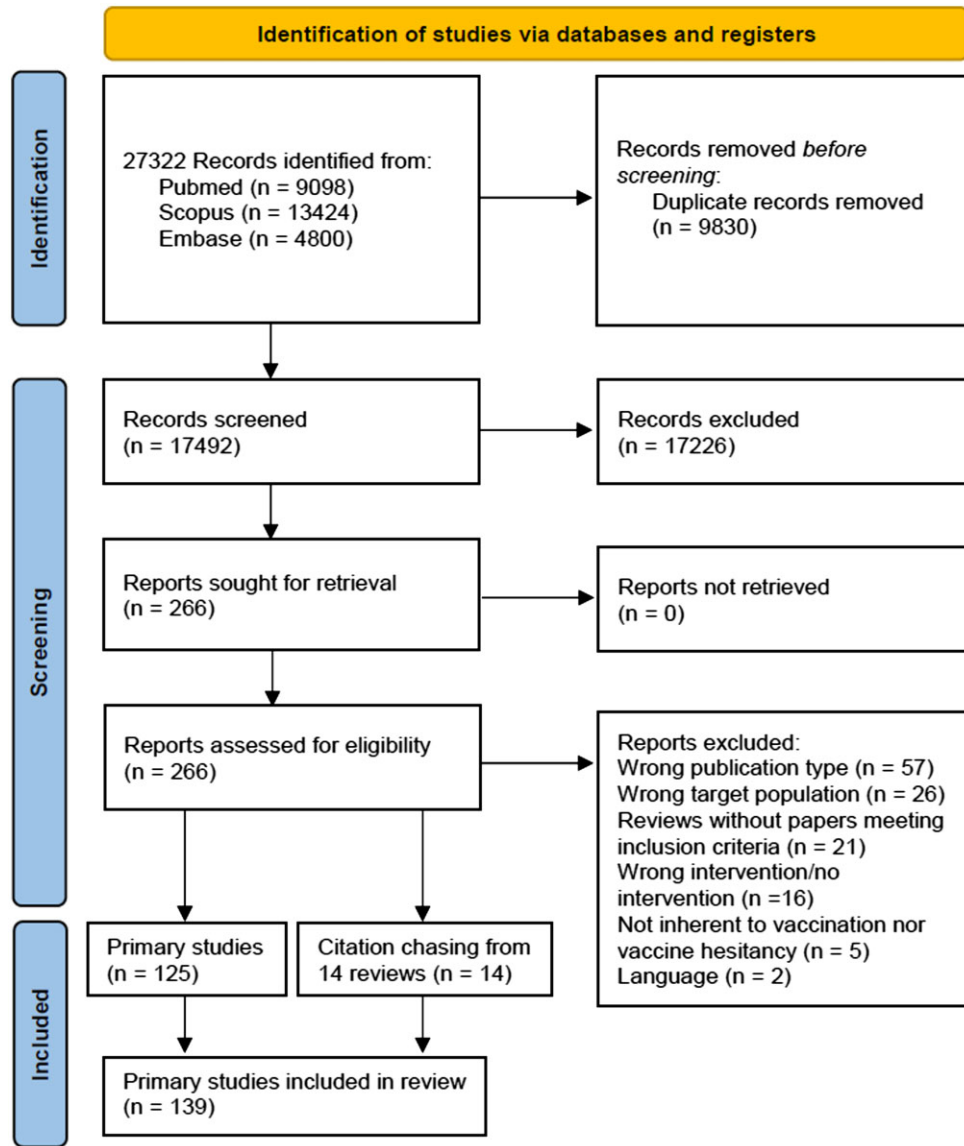 Identification of studies via databases and registers
Identification
27322 Records identified from:
Pubmed (n = 9098)
Scopus (n = 13424)
Embase (n = 4800)
Records removed before
screening:
Duplicate records removed
(n = 9830)
Screening
Records screened
(n = 17492)
Records excluded
(n = 17226)
Reports sought for retrieval
(n = 266)
Reports not retrieved
(n = 0)
Reports assessed for eligibility
(n = 266)
Reports excluded:
Wrong publication type (n = 57)
Wrong target population (n = 26)
Reviews without papers meeting
inclusion criteria (n = 21)
Wrong intervention/no
intervention (n =16)
Not inherent to vaccination nor
vaccine hesitancy (n = 5)
Language (n = 2)
Included
Primary studies
(n = 125)
Citation chasing from
14 reviews (n = 14)
Primary studies included in review
(n = 139)